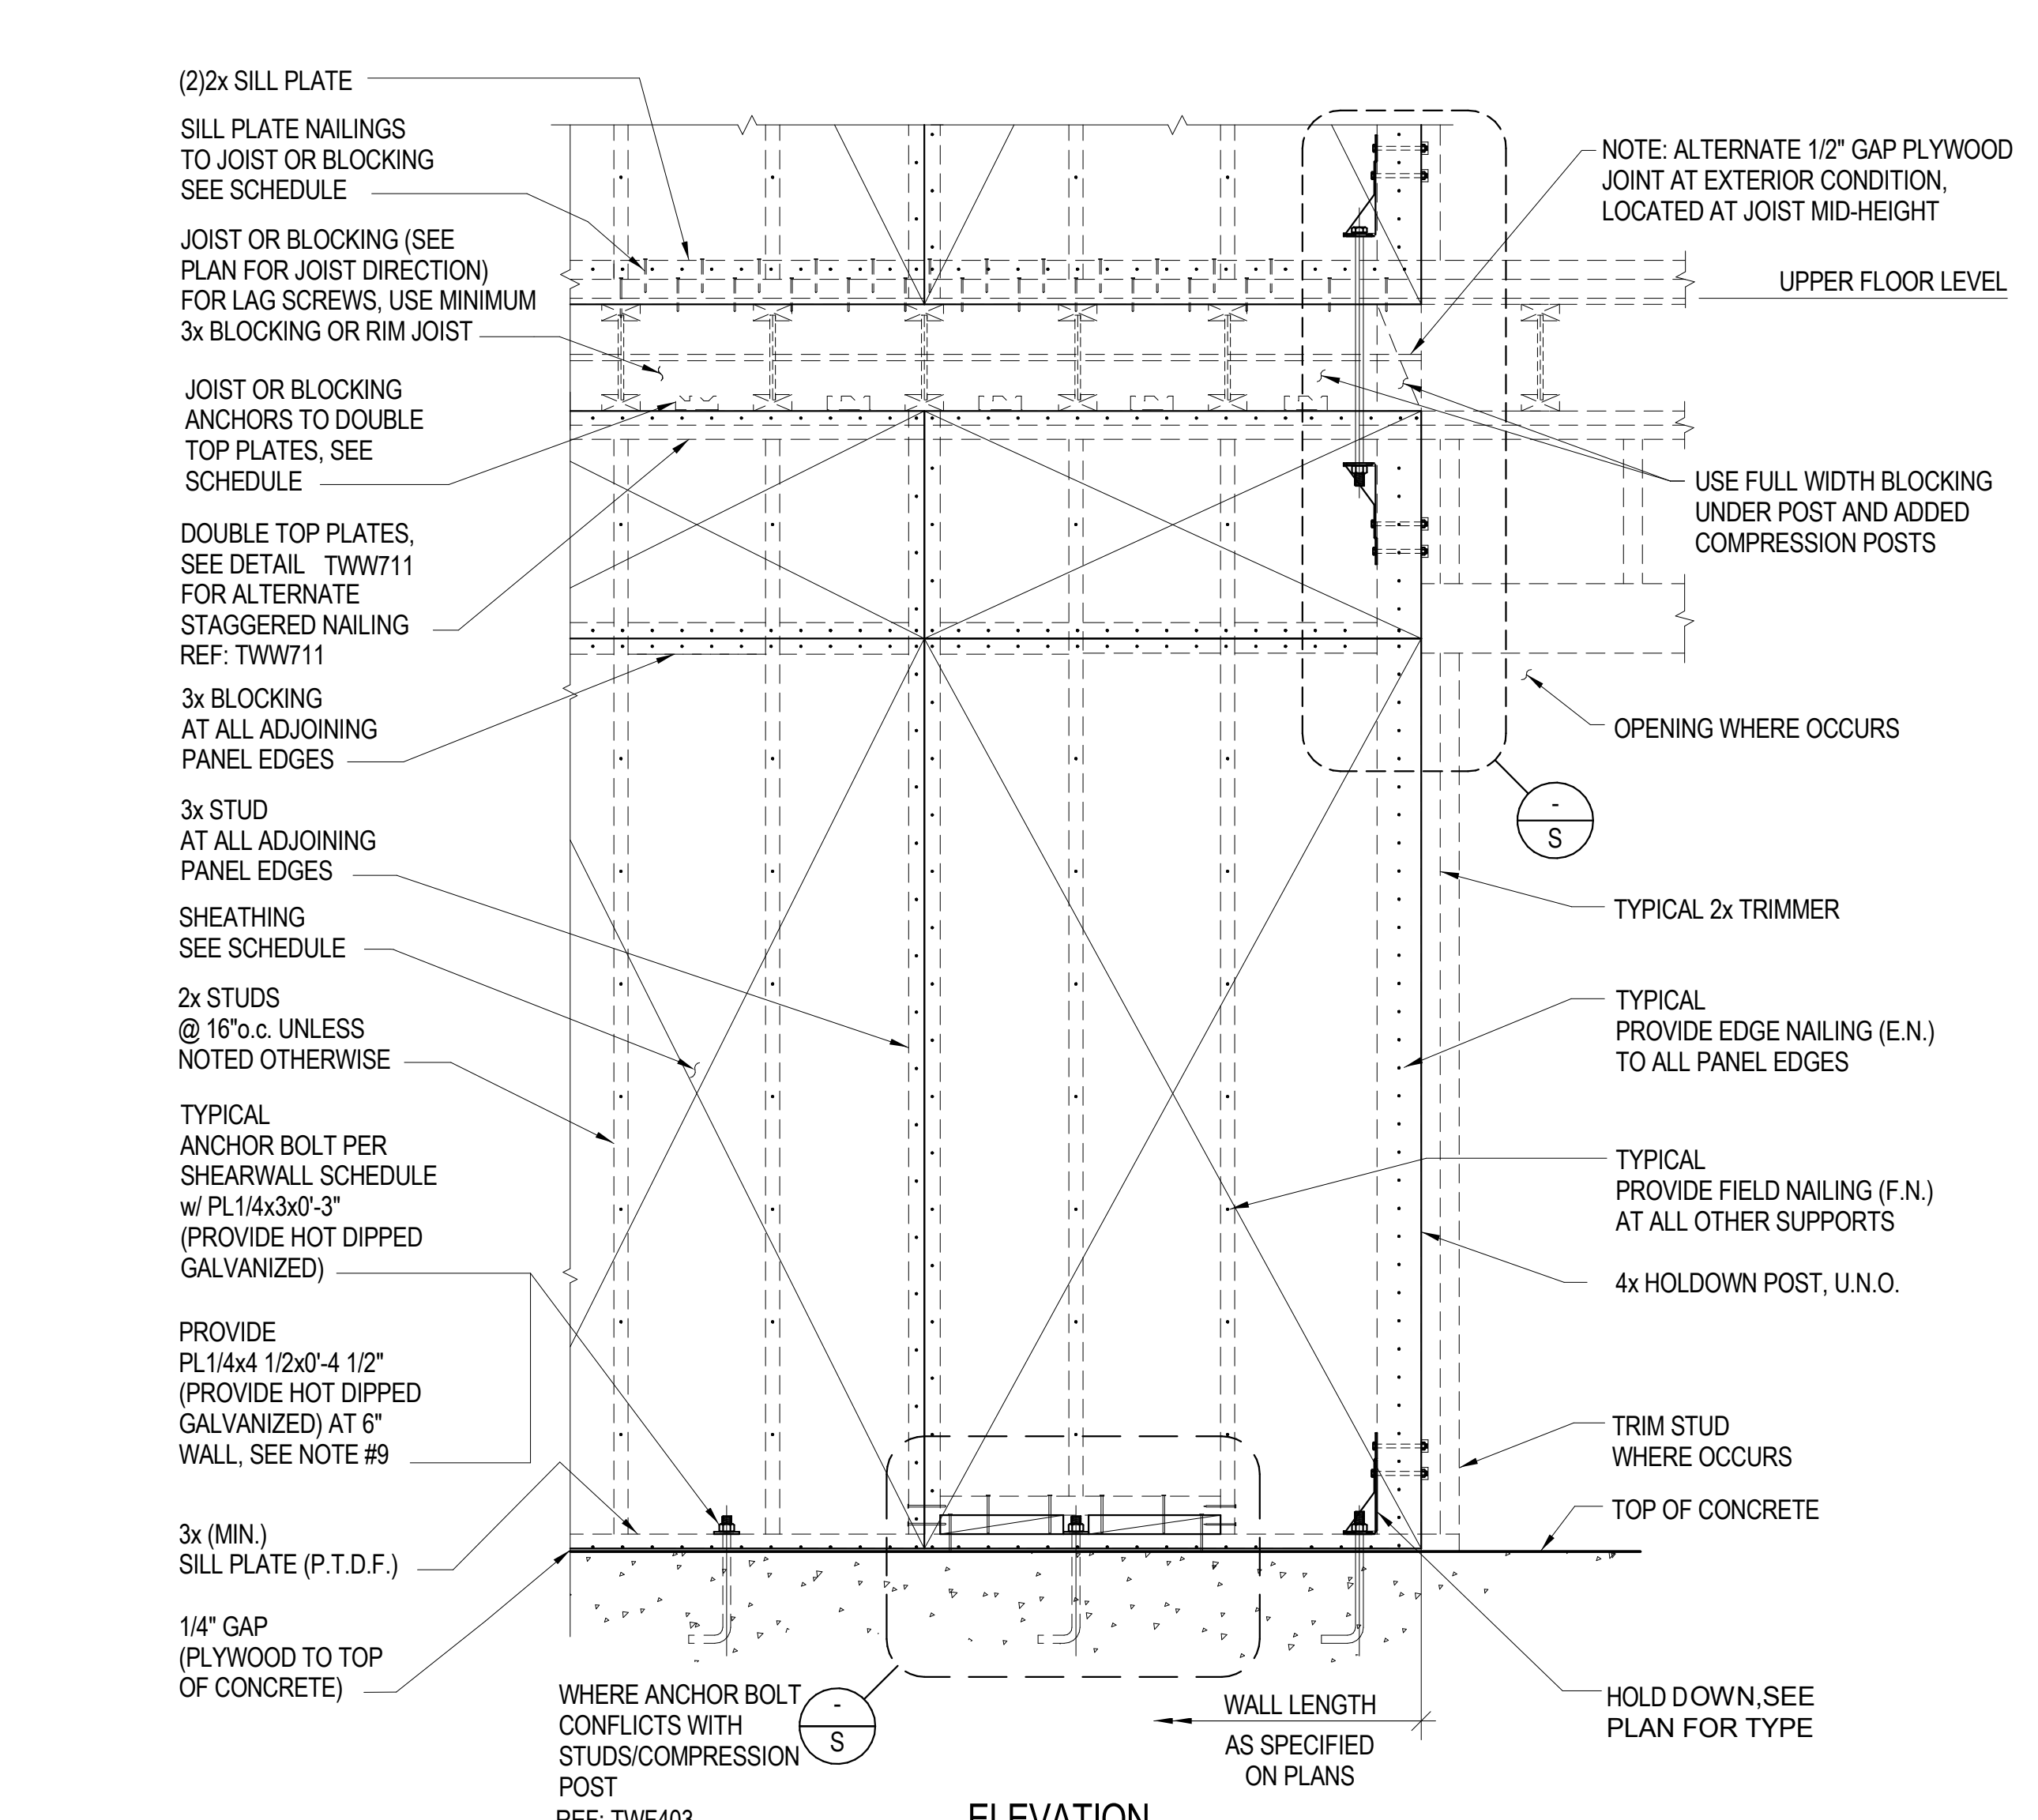 (2)2x SILL PLATE
SILL PLATE NAILINGS
TO JOIST OR BLOCKING
SEE SCHEDULE
JOIST OR BLOCKING (SEE
PLAN FOR JOIST DIRECTION)
FOR LAG SCREWS, USE MINIMUM
3x BLOCKING OR RIM JOIST
JOIST OR BLOCKING
ANCHORS TO DOUBLE
TOP PLATES, SEE
SCHEDULE
DOUBLE TOP PLATES,
SEE DETAIL TWW711
FOR ALTERNATE
STAGGERED NAILING
REF: TWW711
3x BLOCKING
AT ALL ADJOINING
PANEL EDGES
3x STUD
AT ALL ADJOINING
PANEL EDGES
SHEATHING
SEE SCHEDULE
2x STUDS
@ 16"o.c. UNLESS
NOTED OTHERWISE
TYPICAL
ANCHOR BOLT PER
SHEARWALL SCHEDULE
w/ PL1/4x3x0'-3"
(PROVIDE HOT DIPPED
GALVANIZED)
PROVIDE
PL1/4x4 1/2x0'-4 1/2"
(PROVIDE HOT DIPPED
GALVANIZED) AT 6"
WALL, SEE NOTE #9
3x (MIN.)
SILL PLATE (P.T.D.F.)
1/4" GAP
(PLYWOOD TO TOP
OF CONCRETE)
WHERE ANCHOR BOLT
CONFLICTS WITH
STUDS/COMPRESSION
POST
REF: TWF403
-
S
ELEVATION
WALL LENGTH
AS SPECIFIED
ON PLANS
NOTE: ALTERNATE 1/2" GAP PLYWOOD
JOINT AT EXTERIOR CONDITION,
LOCATED AT JOIST MID-HEIGHT
UPPER FLOOR LEVEL
USE FULL WIDTH BLOCKING
UNDER POST AND ADDED
COMPRESSION POSTS
OPENING WHERE OCCURS
-
S
TYPICAL 2x TRIMMER
TYPICAL
PROVIDE EDGE NAILING (E.N.)
TO ALL PANEL EDGES
TYPICAL
PROVIDE FIELD NAILING (F.N.)
AT ALL OTHER SUPPORTS
4x HOLDOWN POST, U.N.O.
TRIM STUD
WHERE OCCURS
TOP OF CONCRETE
HOLD DOWN,SEE
PLAN FOR TYPE